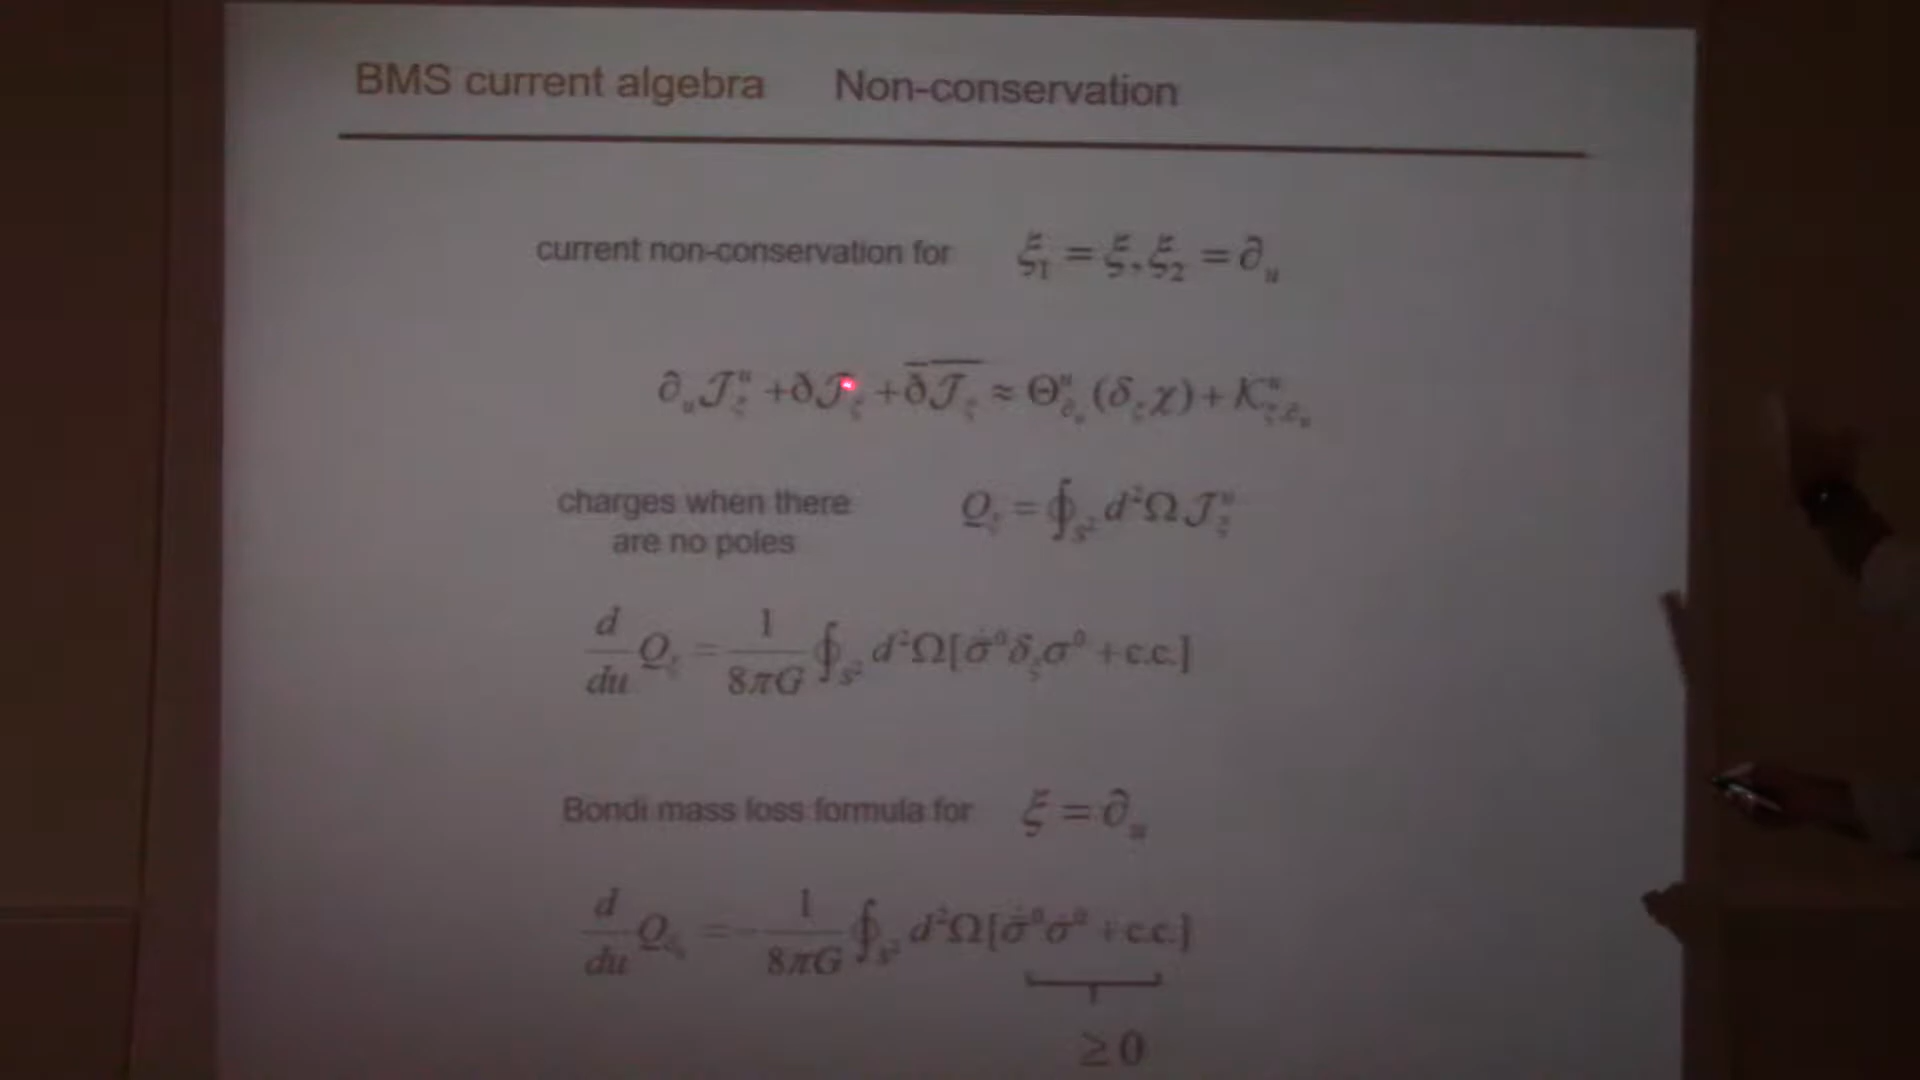 BMS current algebra Non-conservation
current non-conservation for ξ₁ = ξ, ξ₂ = ∂ᵤ
∂ᵤ𝒥ᵘ_ξ + ð𝒥_ξ + ð̄𝒥̄_ξ ≈ Θᵘ_∂ᵤ(δ_ξχ) + 𝒦ᵘ_ξ,∂ᵤ
charges when there are no poles Q_ξ = ∮_S² d²Ω 𝒥ᵘ_ξ
d/du Q_ξ = 1/8πG ∮_S² d²Ω[σ̇⁰δ_ξσ⁰ + c.c.]
Bondi mass loss formula for ξ = ∂ᵤ
d/du Q_ξ = − 1/8πG ∮_S² d²Ω[σ̇⁰σ̇⁰ + c.c.]
≥ 0